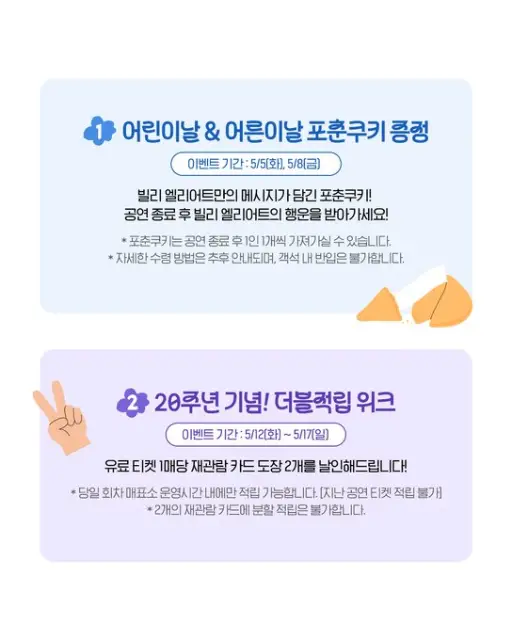 1 어린이날 & 어른이날 포춘쿠키 증정
이벤트 기간 : 5/5(화), 5/8(금)
빌리 엘리어트만의 메시지가 담긴 포춘쿠키!
공연 종료 후 빌리 엘리어트의 행운을 받아가세요!
* 포춘쿠키는 공연 종료 후 1인 1개씩 가져가실 수 있습니다.
* 자세한 수령 방법은 추후 안내되며, 객석 내 반입은 불가합니다.
2 20주년 기념! 더블적립 위크
이벤트 기간 : 5/12(화) ~ 5/17(일)
유료 티켓 1매당 재관람 카드 도장 2개를 날인해드립니다!
* 당일 회차 매표소 운영시간 내에만 적립 가능합니다. [지난 공연 티켓 적립 불가]
* 2개의 재관람 카드에 분할 적립은 불가합니다.